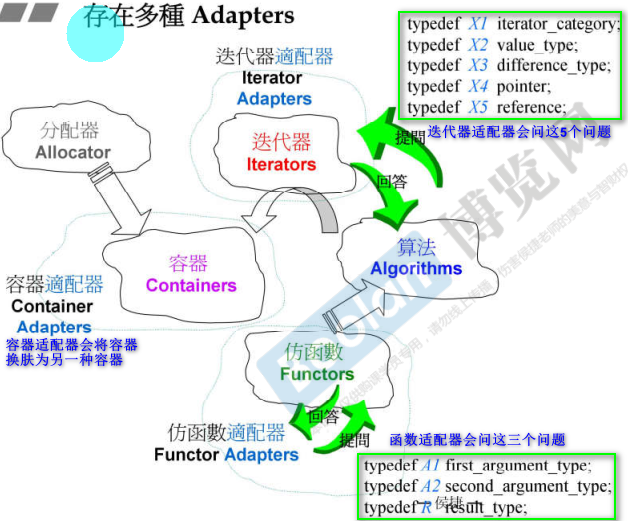 存在多種 Adapters
typedef X1 iterator_category;
typedef X2 value_type;
typedef X3 difference_type;
typedef X4 pointer;
typedef X5 reference;
迭代器适配器会问这5个问题
迭代器適配器
Iterator
Adapters
分配器
Allocator
迭代器
Iterators
提問
回答
容器
Containers
算法
Algorithms
容器適配器
Container
Adapters
容器适配器会将容器
换肤为另一种容器
仿函數
Functors
回答
提問
仿函數適配器
Functor Adapters
函数适配器会问这三个问题
typedef A1 first_argument_type;
typedef A2 second_argument_type;
typedef R result_type;
— 侯捷 —
博览网